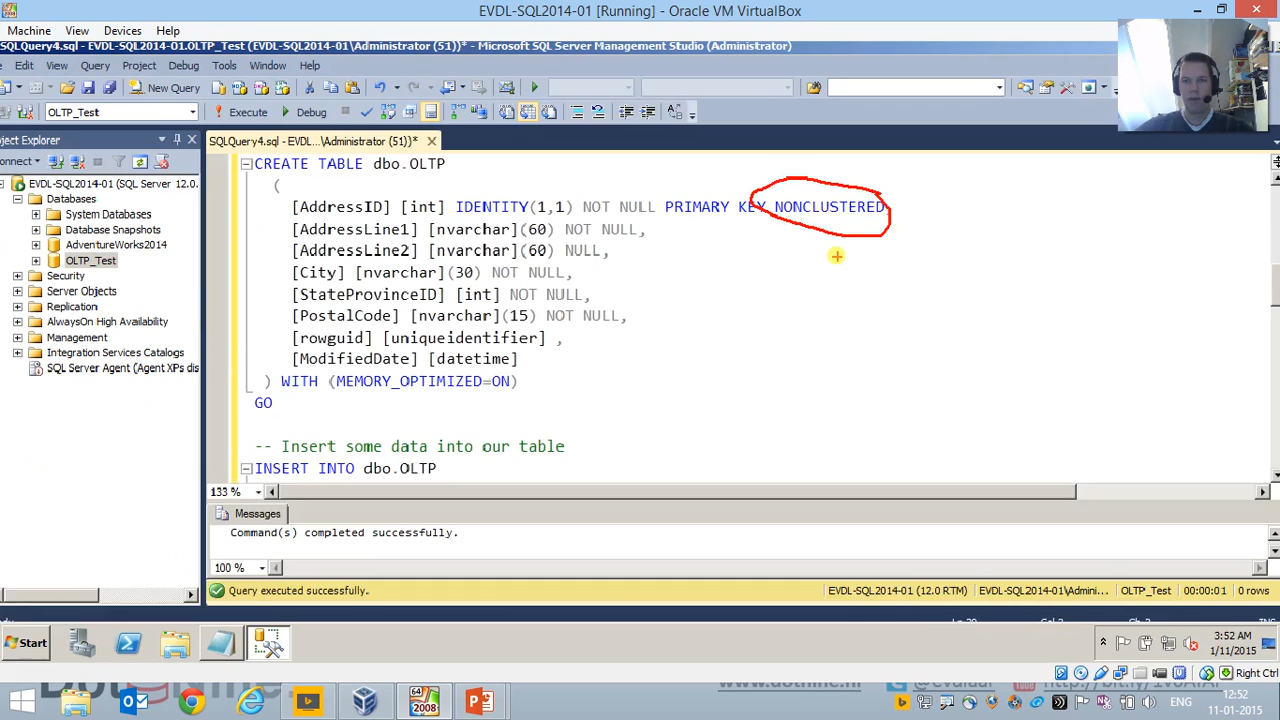 EVDL-SQL2014-01 [Running] - Oracle VM VirtualBox
Machine View Devices Help
SQLQuery4.sql - EVDL-SQL2014-01.OLTP_Test (EVDL-SQL2014-01\Administrator (51))* - Microsoft SQL Server Management Studio (Administrator)
Edit View Query Project Debug Tools Window Help
New Query
OLTP_Test
Execute Debug
SQLQuery4.sql - EVDL...\Administrator (51))*
EVDL-SQL2014-01 (SQL Server 12.0.
Databases
System Databases
Database Snapshots
AdventureWorks2014
OLTP_Test
Security
Server Objects
Replication
AlwaysOn High Availability
Management
Integration Services Catalogs
SQL Server Agent (Agent XPs dis
CREATE TABLE dbo.OLTP
(
[AddressID] [int] IDENTITY(1,1) NOT NULL PRIMARY KEY NONCLUSTERED
[AddressLine1] [nvarchar](60) NOT NULL,
[AddressLine2] [nvarchar](60) NULL,
[City] [nvarchar](30) NOT NULL,
[StateProvinceID] [int] NOT NULL,
[PostalCode] [nvarchar](15) NOT NULL,
[rowguid] [uniqueidentifier] ,
[ModifiedDate] [datetime]
) WITH (MEMORY_OPTIMIZED=ON)
GO
-- Insert some data into our table
INSERT INTO dbo.OLTP
133 %
Messages
Command(s) completed successfully.
100 %
Query executed successfully. EVDL-SQL2014-01 (12.0 RTM) EVDL-SQL2014-01\Admini... OLTP_Test 00:00:01 0 rows
Start
3:52 AM
1/11/2015
Right Ctrl
64
2008
ENG
12:52
11-01-2015